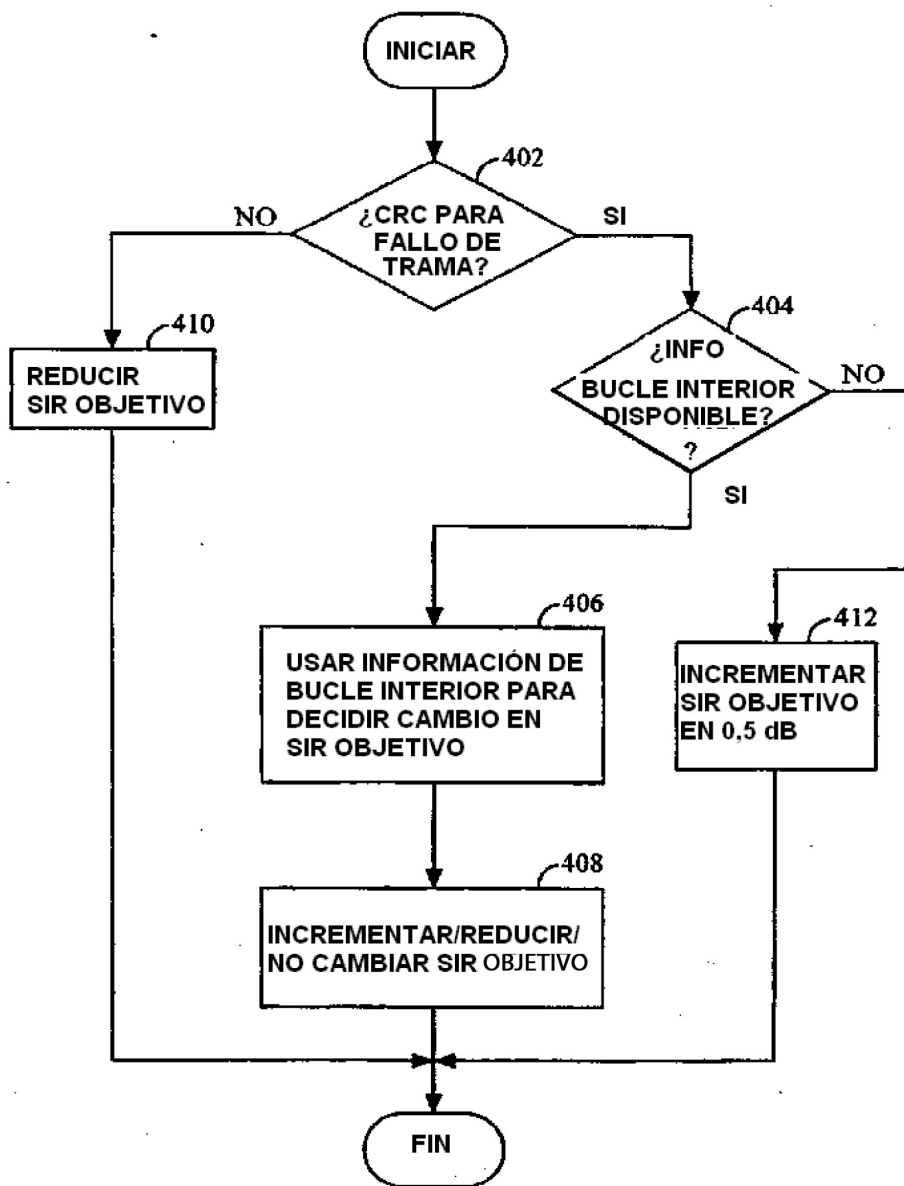 INICIAR
402
¿CRC PARA
FALLO DE
TRAMA?
NO
SI
410
REDUCIR
SIR OBJETIVO
404
¿INFO
BUCLE INTERIOR
DISPONIBLE?
?
NO
SI
406
USAR INFORMACIÓN DE
BUCLE INTERIOR PARA
DECIDIR CAMBIO EN
SIR OBJETIVO
412
INCREMENTAR
SIR OBJETIVO
EN 0,5 dB
408
INCREMENTAR/REDUCIR/
NO CAMBIAR SIR OBJETIVO
FIN